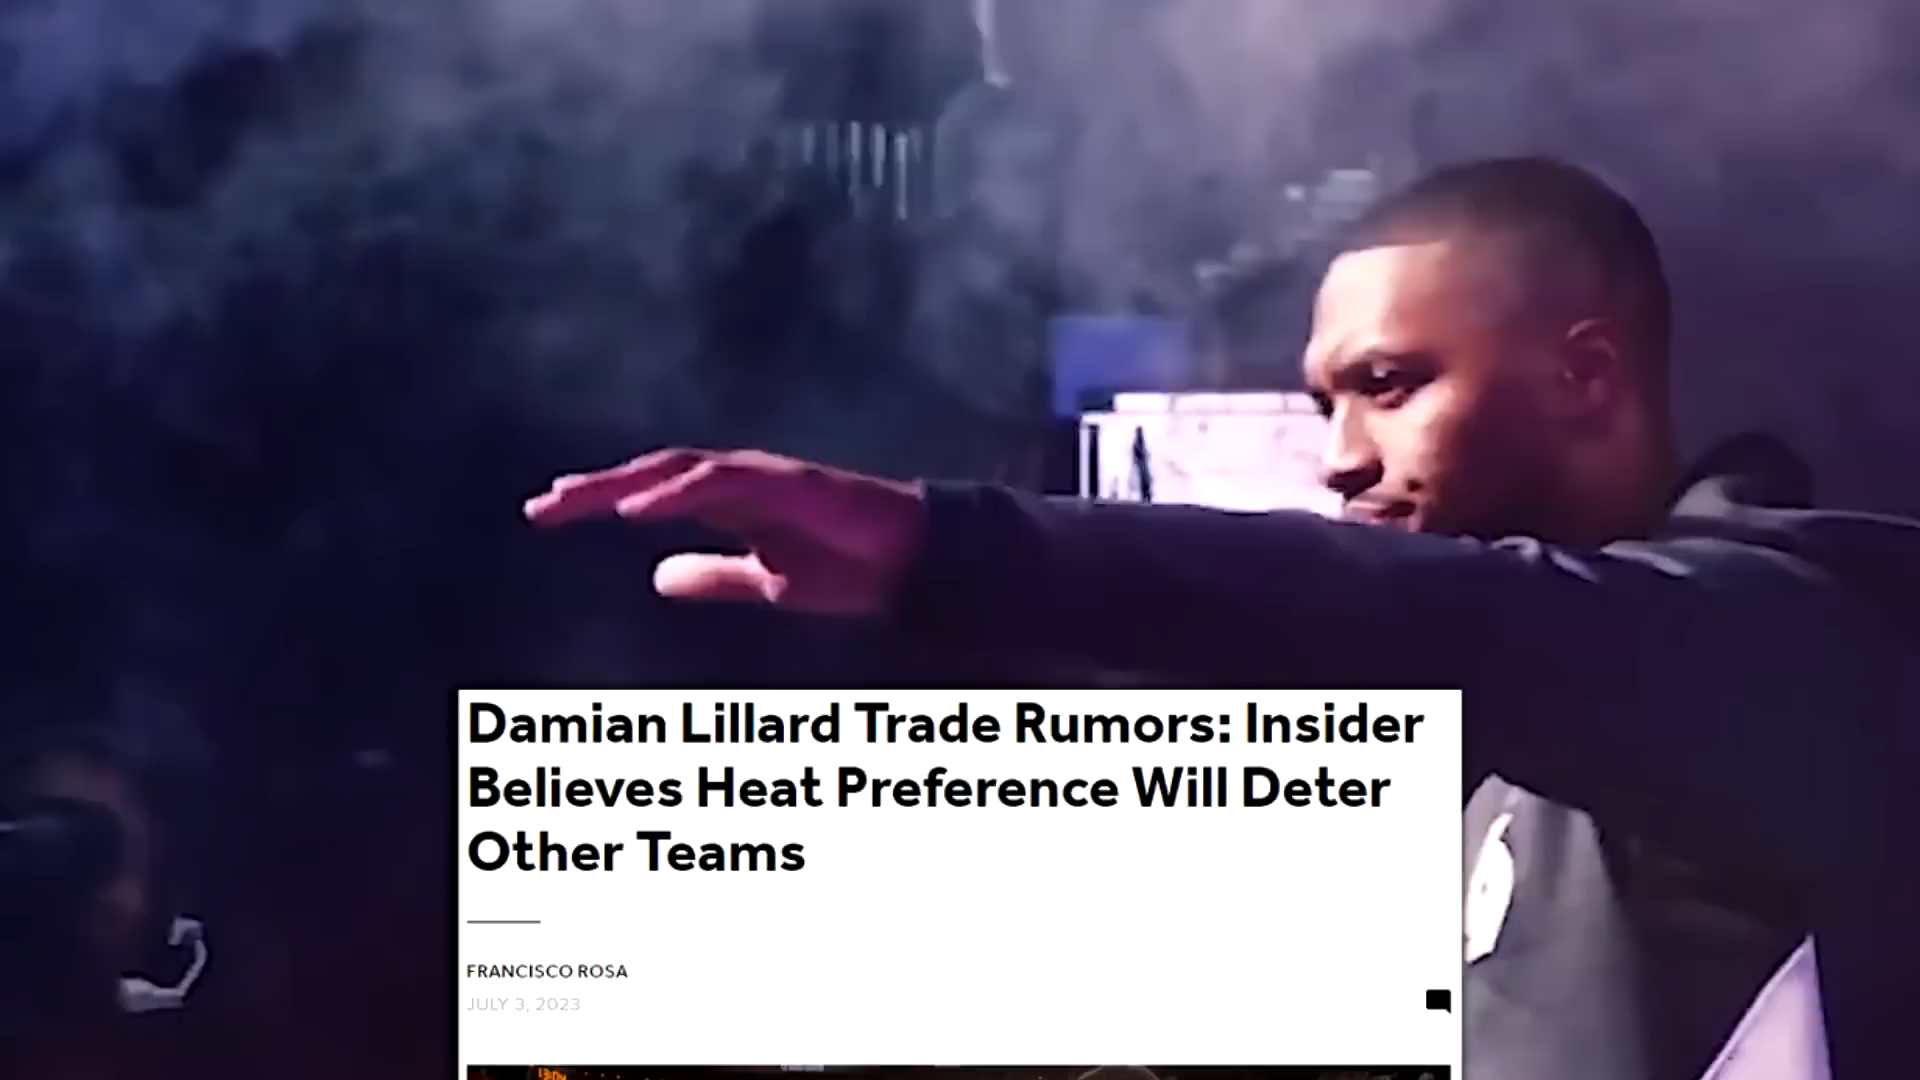 Damian Lillard Trade Rumors: Insider
Believes Heat Preference Will Deter
Other Teams
FRANCISCO ROSA
JULY 3, 2023